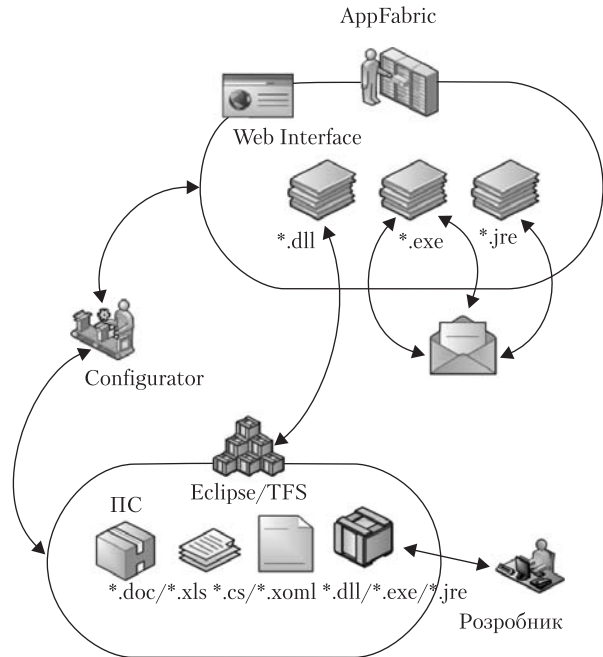 AppFabric
Web Interface
*.dll
*.exe
*.jre
Configurator
Eclipse/TFS
ПС
*.doc/*.xls *.cs/*.xoml *.dll/*.exe/*.jre
Розробник